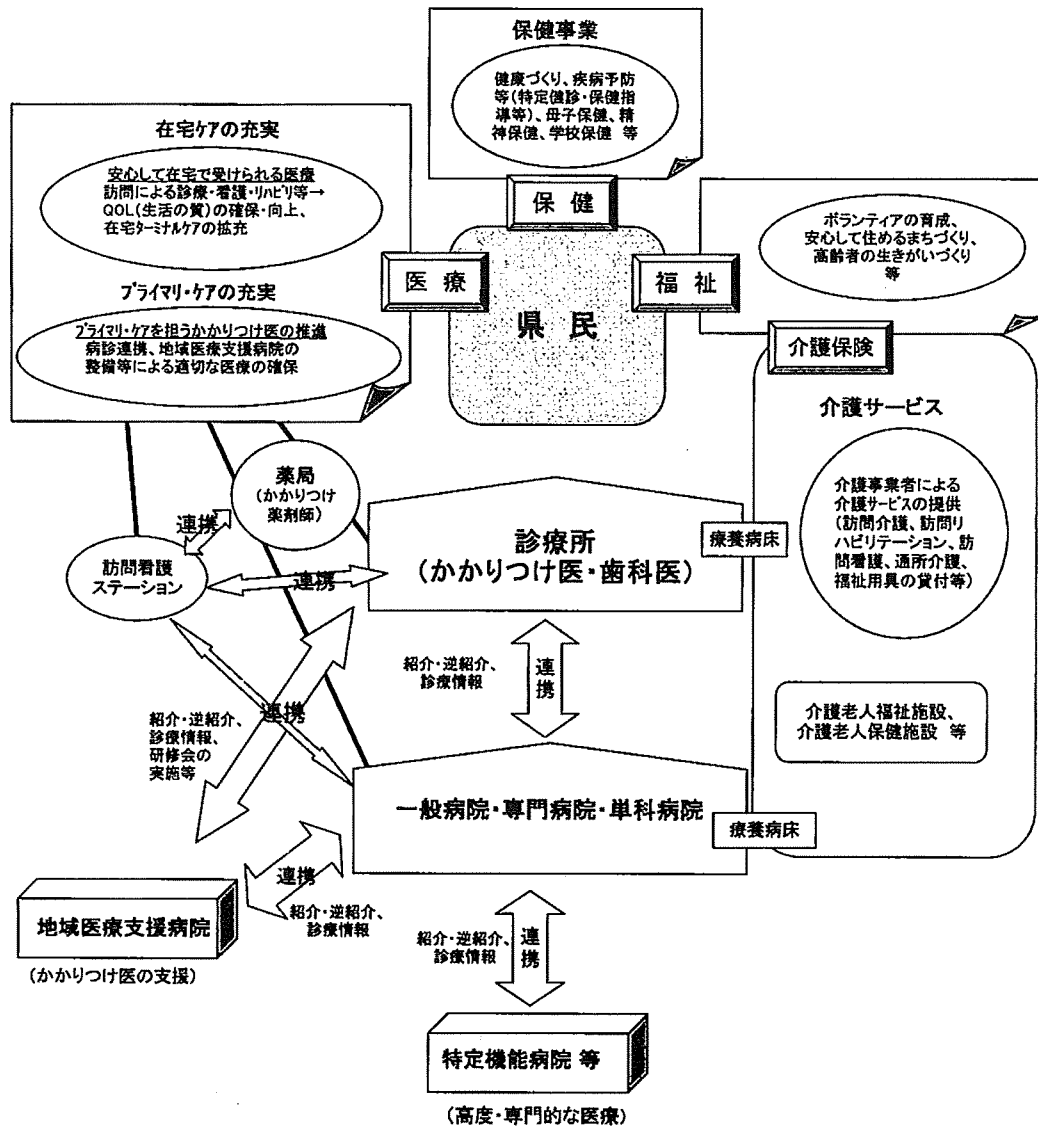 保健事業
健康づくり、疾病予防
等(特定健診・保健指
導等)、母子保健、精
神保健、学校保健 等
在宅ケアの充実
安心して在宅で受けられる医療
訪問による診療・看護・リハビリ等→
QOL(生活の質)の確保・向上、
在宅ターミナルケアの拡充
プライマリ・ケアの充実
プライマリ・ケアを担うかかりつけ医の推進
病診連携、地域医療支援病院の
整備等による適切な医療の確保
保健
医療
福祉
県民
ボランティアの育成、
安心して住めるまちづくり、
高齢者の生きがいづくり
等
介護保険
介護サービス
介護事業者による
介護サービスの提供
(訪問介護、訪問リ
ハビリテーション、訪
問看護、通所介護、
福祉用具の貸付等)
介護老人福祉施設、
介護老人保健施設 等
薬局
(かかりつけ
薬剤師)
連携
訪問看護
ステーション
連携
診療所
(かかりつけ医・歯科医)
療養病床
紹介・逆紹介、
診療情報
連携
連携
紹介・逆紹介、
診療情報、
研修会の
実施等
一般病院・専門病院・単科病院
療養病床
連携
紹介・逆紹介、
診療情報
地域医療支援病院
(かかりつけ医の支援)
紹介・逆紹介、
診療情報
連携
特定機能病院 等
(高度・専門的な医療)